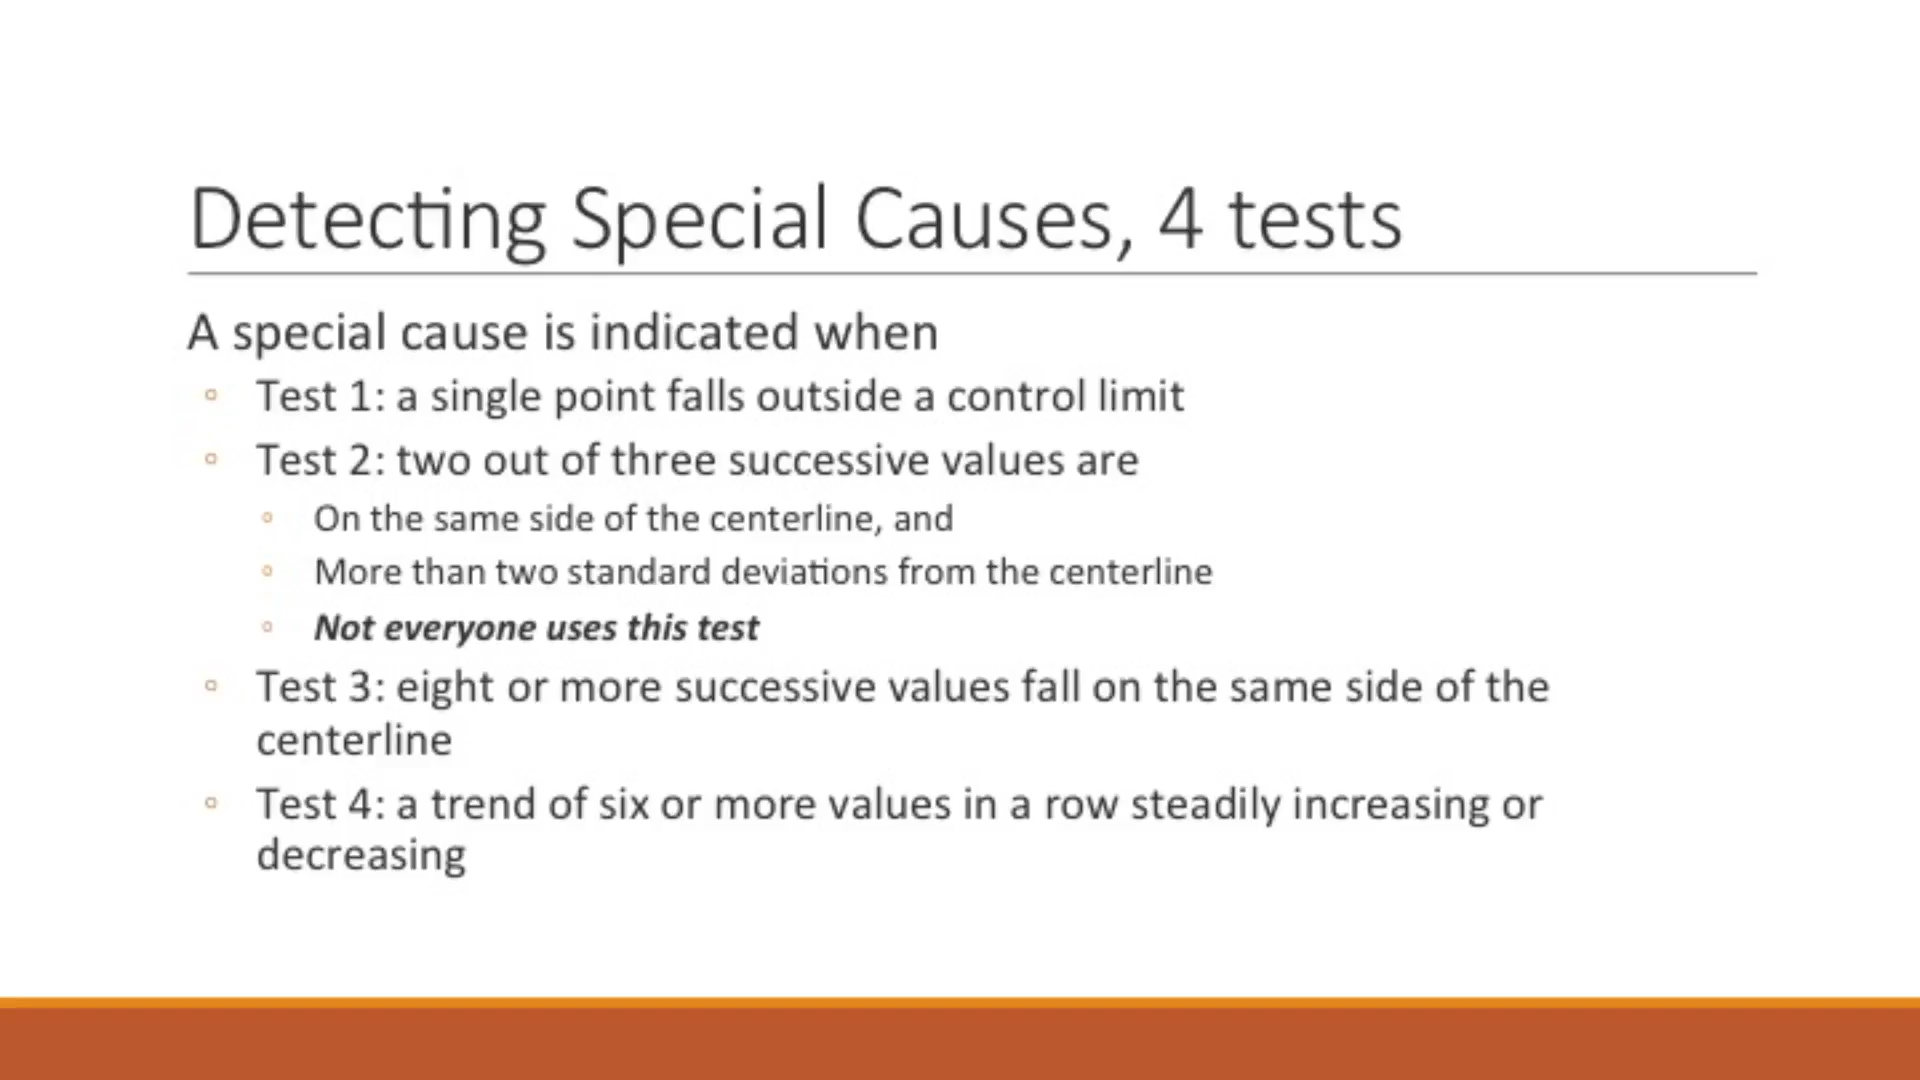 Detecting Special Causes, 4 tests
A special cause is indicated when
Test 1: a single point falls outside a control limit
Test 2: two out of three successive values are
On the same side of the centerline, and
More than two standard deviations from the centerline
Not everyone uses this test
Test 3: eight or more successive values fall on the same side of the
centerline
Test 4: a trend of six or more values in a row steadily increasing or
decreasing